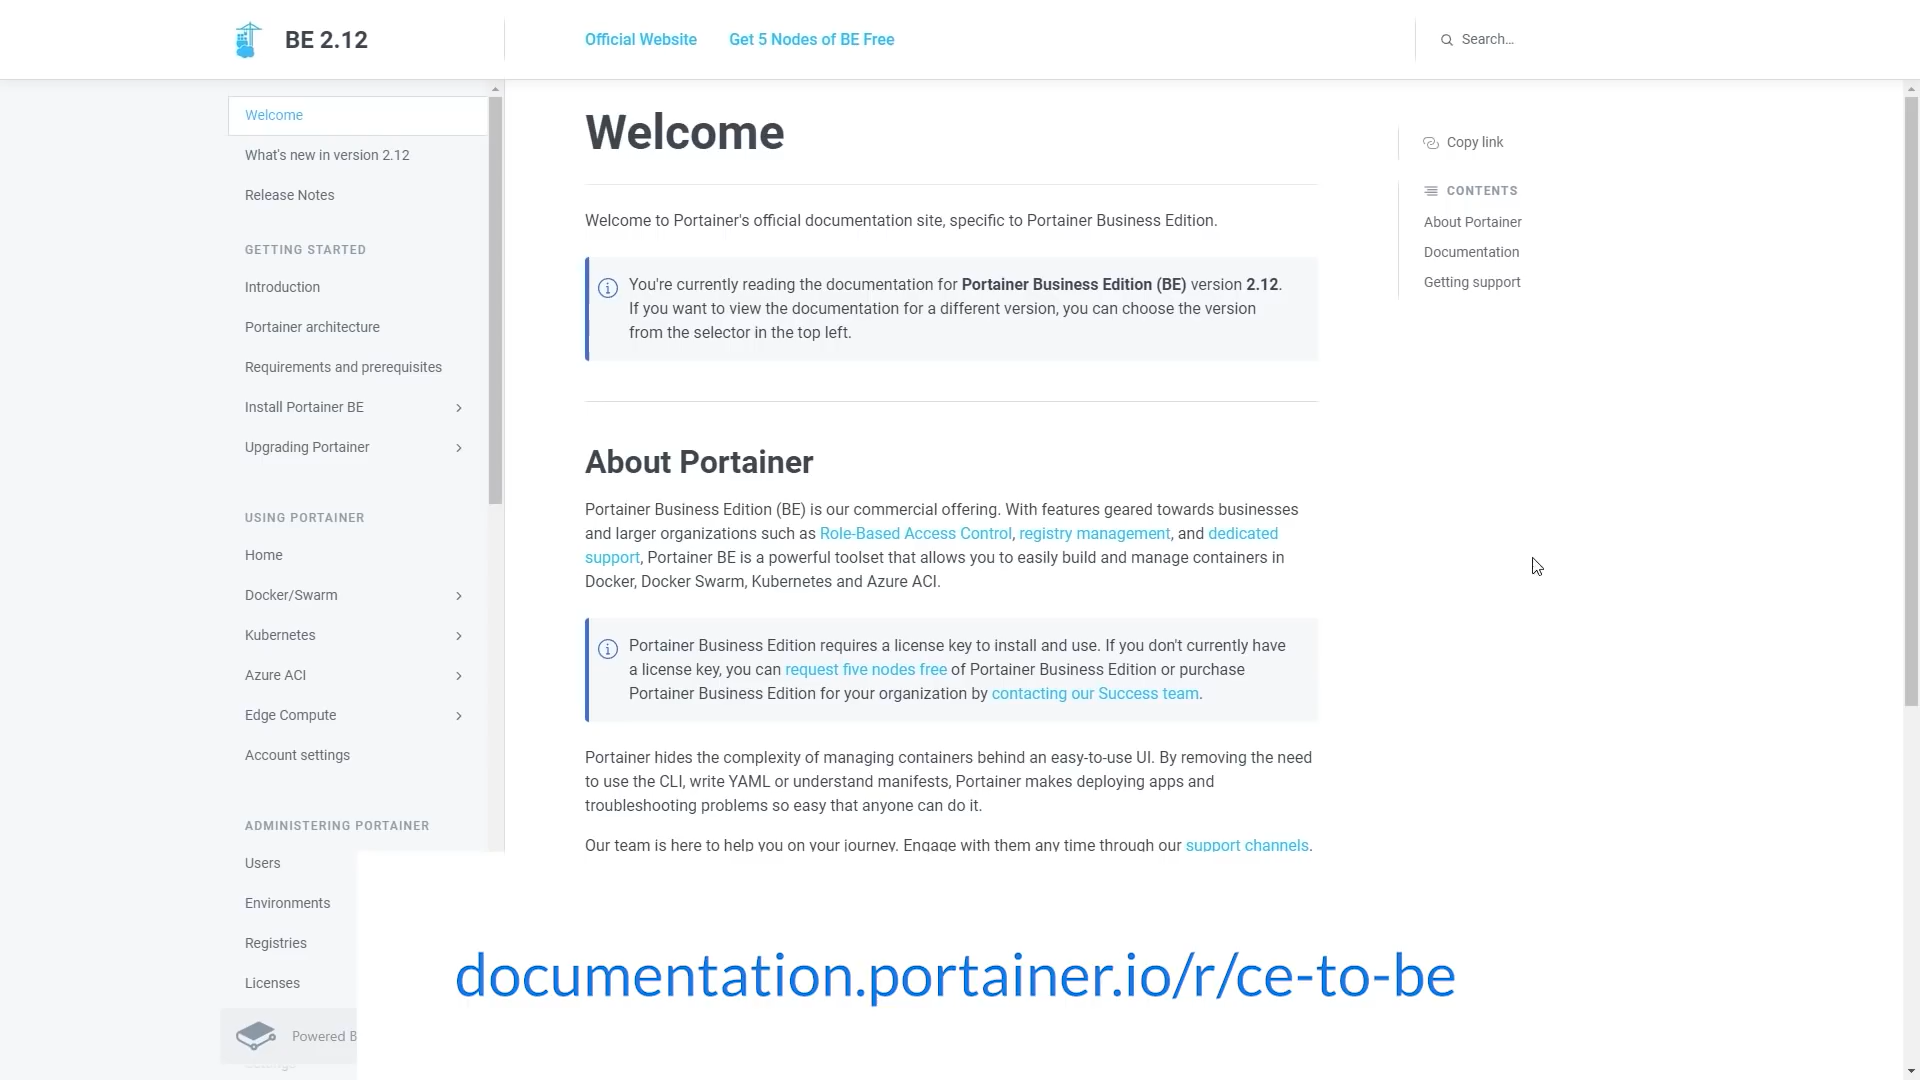 BE 2.12
Official Website
Get 5 Nodes of BE Free
Search...
Welcome
What's new in version 2.12
Release Notes
GETTING STARTED
Introduction
Portainer architecture
Requirements and prerequisites
Install Portainer BE
Upgrading Portainer
USING PORTAINER
Home
Docker/Swarm
Kubernetes
Azure ACI
Edge Compute
Account settings
ADMINISTERING PORTAINER
Users
Environments
Registries
Licenses
Powered B
Welcome
Welcome to Portainer's official documentation site, specific to Portainer Business Edition.
You're currently reading the documentation for Portainer Business Edition (BE) version 2.12.
If you want to view the documentation for a different version, you can choose the version
from the selector in the top left.
About Portainer
Portainer Business Edition (BE) is our commercial offering. With features geared towards businesses
and larger organizations such as Role-Based Access Control, registry management, and dedicated
support, Portainer BE is a powerful toolset that allows you to easily build and manage containers in
Docker, Docker Swarm, Kubernetes and Azure ACI.
Portainer Business Edition requires a license key to install and use. If you don't currently have
a license key, you can request five nodes free of Portainer Business Edition or purchase
Portainer Business Edition for your organization by contacting our Success team.
Portainer hides the complexity of managing containers behind an easy-to-use UI. By removing the need
to use the CLI, write YAML or understand manifests, Portainer makes deploying apps and
troubleshooting problems so easy that anyone can do it.
Our team is here to help you on your journey. Engage with them any time through our support channels.
Copy link
CONTENTS
About Portainer
Documentation
Getting support
documentation.portainer.io/r/ce-to-be